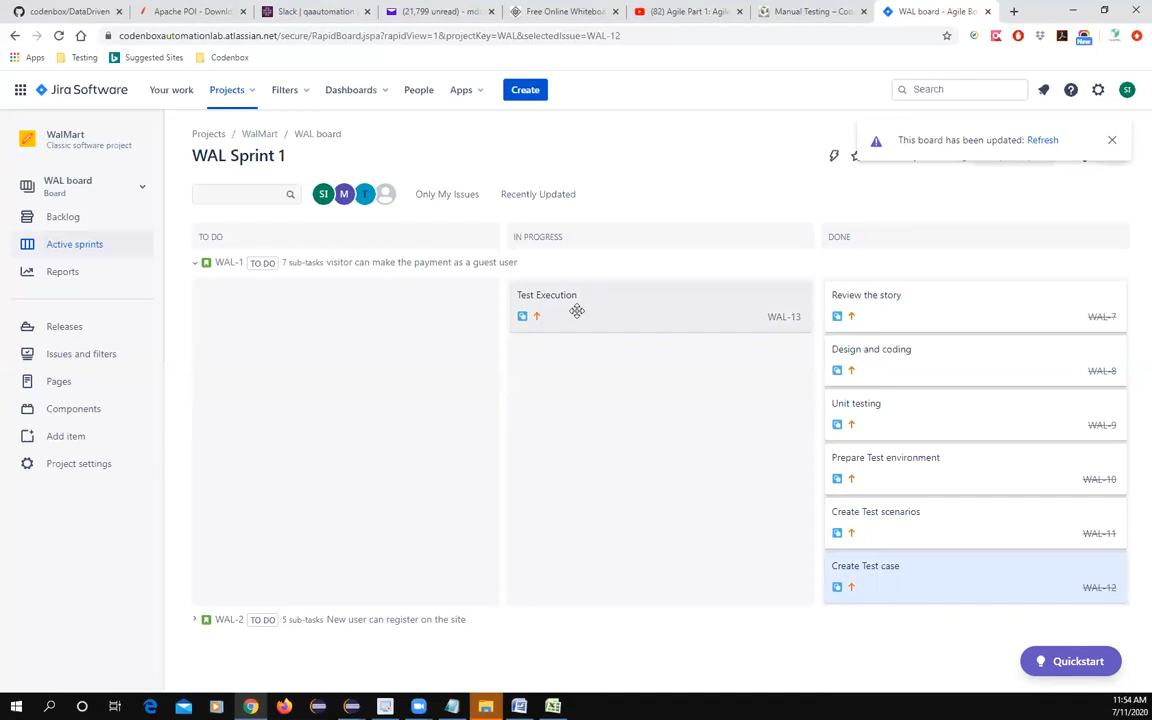 codenbox/DataDriven
Apache POI - Downl
Slack | qaautomation
(21,799 unread) - md
Free Online Whiteboa
(82) Agile Part 1: Agile
Manual Testing – Cod
WAL board - Agile Bo
codenboxautomationlab.atlassian.net/secure/RapidBoard.jspa?rapidView=1&projectKey=WAL&selectedIssue=WAL-12
Apps
Testing
Suggested Sites
Codenbox
Jira Software
Your work
Projects
Filters
Dashboards
People
Apps
Create
Search
SI
WalMart
Classic software project
WAL board
Board
Backlog
Active sprints
Reports
Releases
Issues and filters
Pages
Components
Add item
Project settings
Projects / WalMart / WAL board
This board has been updated: Refresh
WAL Sprint 1
SI
M
T
Only My Issues
Recently Updated
TO DO
IN PROGRESS
DONE
WAL-1 TO DO 7 sub-tasks visitor can make the payment as a guest user
Test Execution
WAL-13
Review the story
WAL-7
Design and coding
WAL-8
Unit testing
WAL-9
Prepare Test environment
WAL-10
Create Test scenarios
WAL-11
Create Test case
WAL-12
WAL-2 TO DO 5 sub-tasks New user can register on the site
Quickstart
11:54 AM
7/11/2020